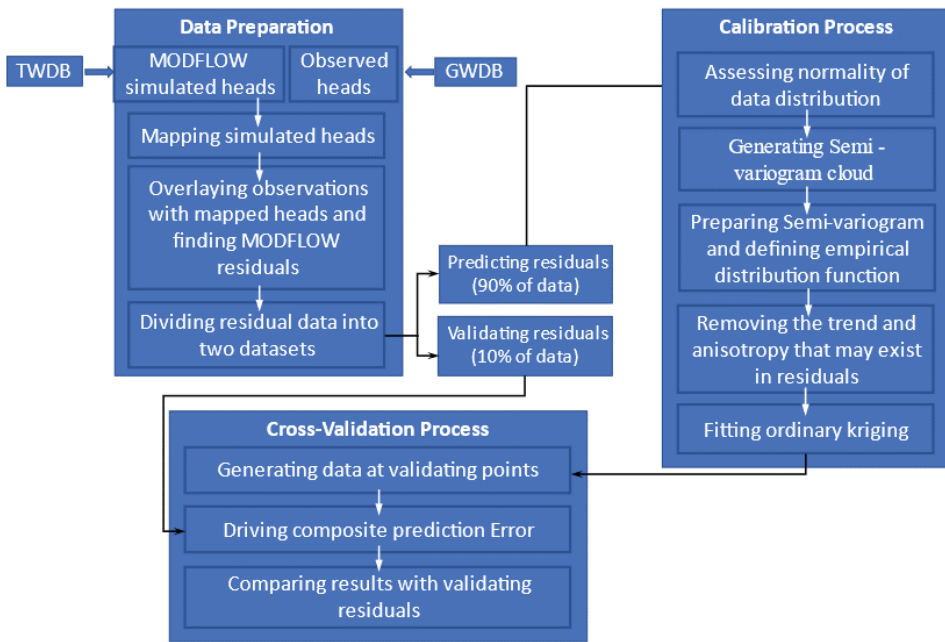 Data Preparation
TWDB
MODFLOW
simulated heads
Observed
heads
GWDB
Mapping simulated heads
Overlaying observations
with mapped heads and
finding MODFLOW
residuals
Dividing residual data into
two datasets
Predicting residuals
(90% of data)
Validating residuals
(10% of data)
Calibration Process
Assessing normality of
data distribution
Generating Semi -
variogram cloud
Preparing Semi-variogram
and defining empirical
distribution function
Removing the trend and
anisotropy that may exist
in residuals
Fitting ordinary kriging
Cross-Validation Process
Generating data at validating points
Driving composite prediction Error
Comparing results with validating
residuals